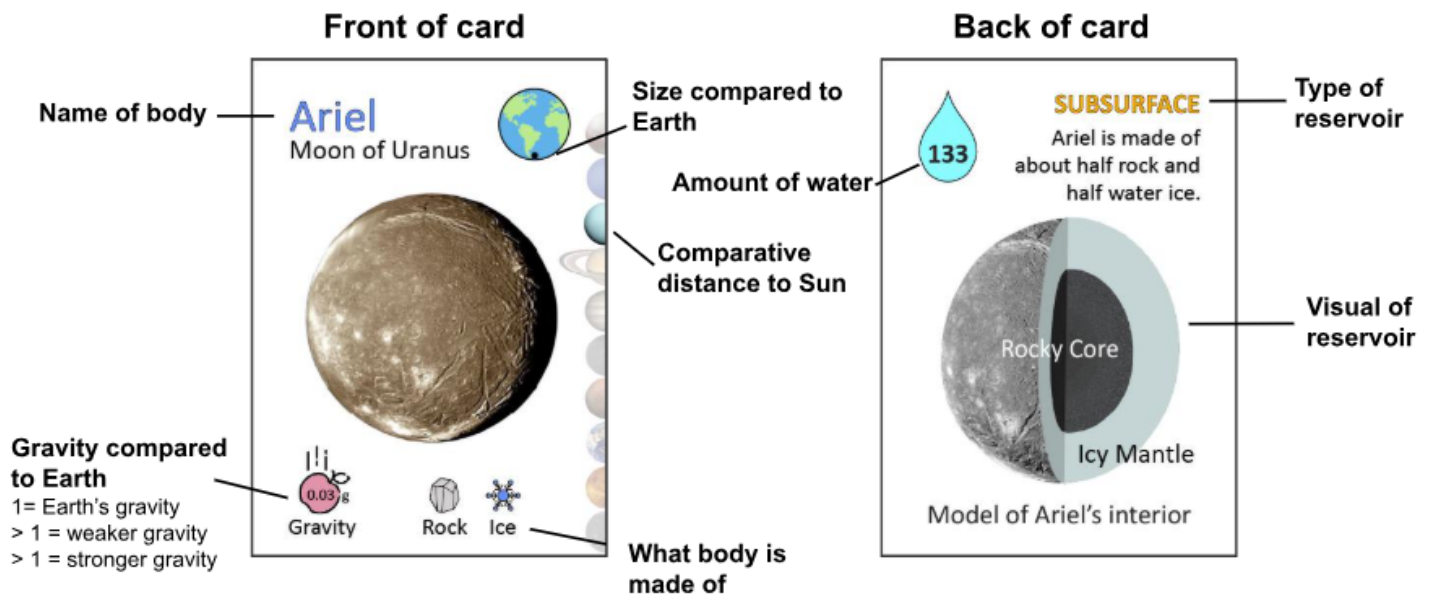 Front of card
Back of card
Name of body
Ariel
Moon of Uranus
Size compared to
Earth
Amount of water
Comparative
distance to Sun
Gravity compared
to Earth
1= Earth's gravity
> 1 = weaker gravity
> 1 = stronger gravity
0.03 g
Gravity
Rock
Ice
What body is
made of
133
SUBSURFACE
Ariel is made of
about half rock and
half water ice.
Type of
reservoir
Rocky Core
Icy Mantle
Visual of
reservoir
Model of Ariel's interior